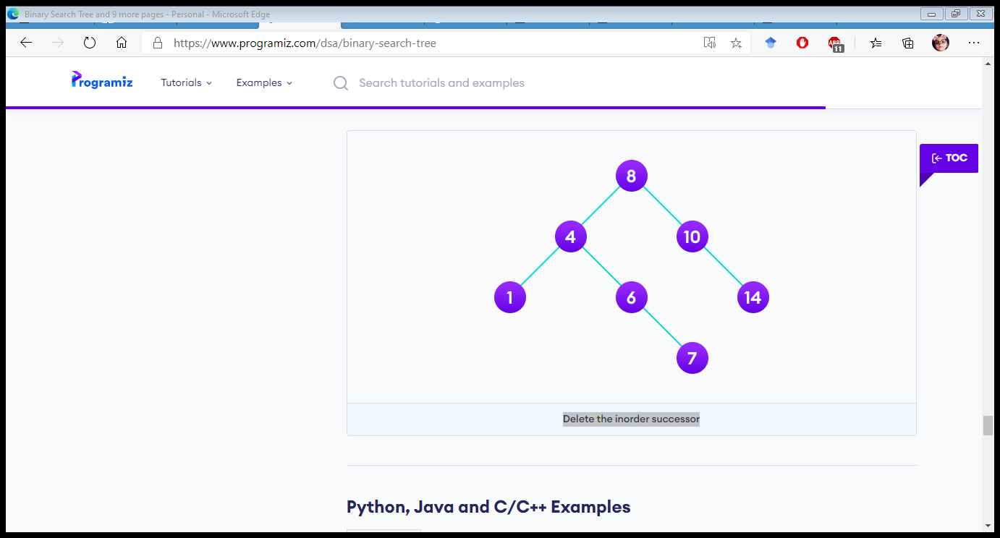 Binary Search Tree and 9 more pages - Personal - Microsoft Edge
https://www.programiz.com/dsa/binary-search-tree
11
Programiz
Tutorials
Examples
Search tutorials and examples
TOC
8
4 10
1 6 14
7
Delete the inorder successor
Python, Java and C/C++ Examples